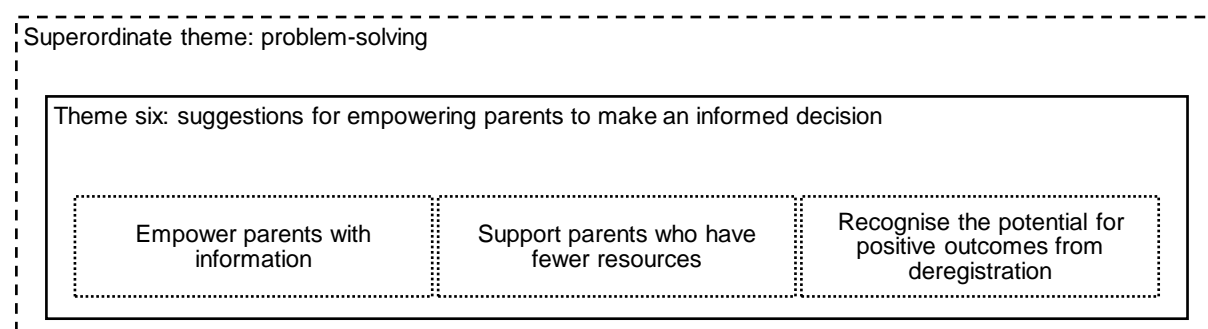 Superordinate theme: problem-solving
Theme six: suggestions for empowering parents to make an informed decision
Empower parents with
information
Support parents who have
fewer resources
Recognise the potential for
positive outcomes from
deregistration